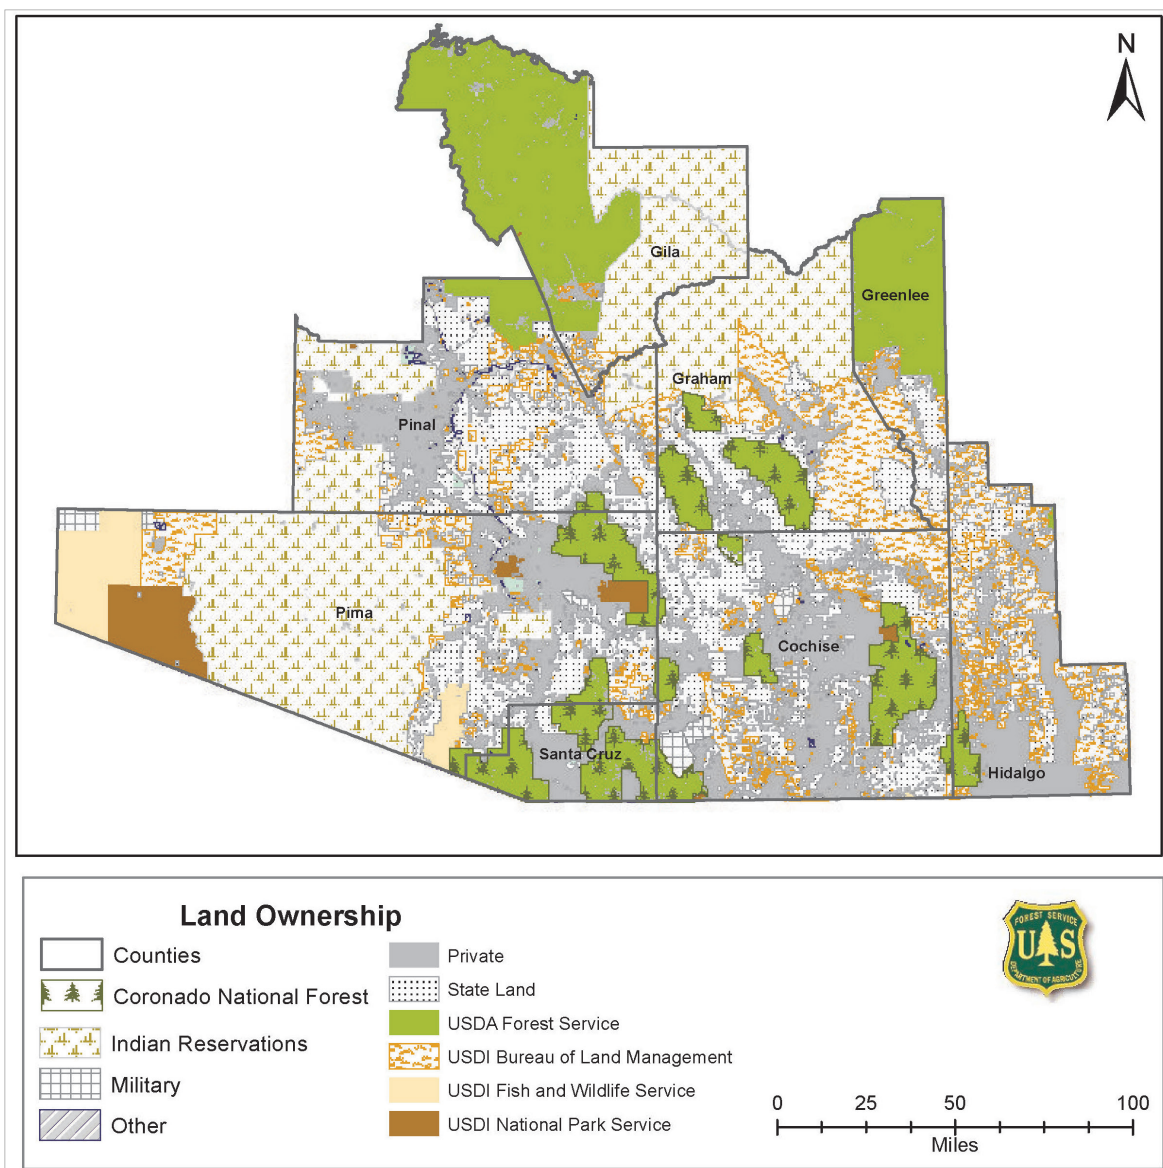 N
Gila
Greenlee
Graham
Pinal
Pima
Cochise
Santa Cruz
Hidalgo
Land Ownership
Counties
Coronado National Forest
Indian Reservations
Military
Other
Private
State Land
USDA Forest Service
USDI Bureau of Land Management
USDI Fish and Wildlife Service
USDI National Park Service
FOREST SERVICE
U S
DEPARTMENT OF AGRICULTURE
0 25 50 100
Miles